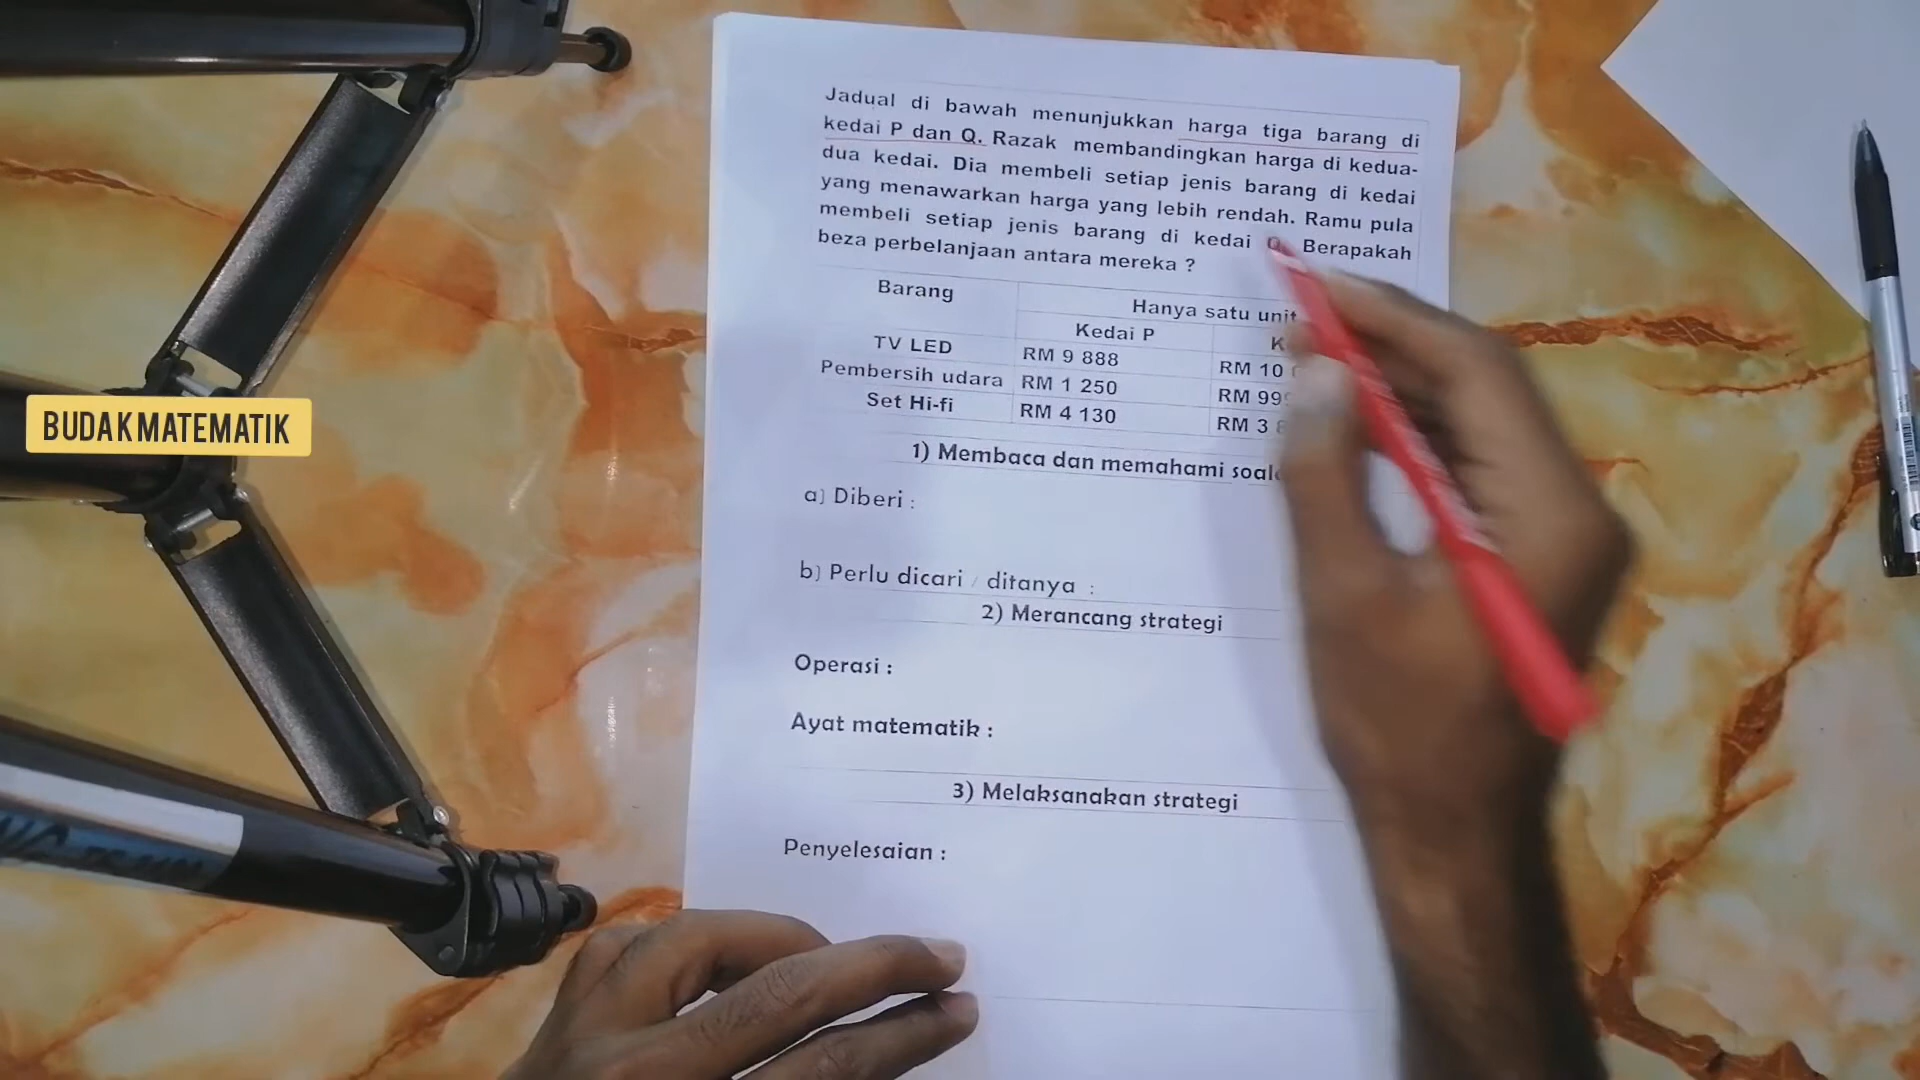 Jadual di bawah menunjukkan harga tiga barang di
kedai P dan Q. Razak membandingkan harga di kedua-
dua kedai. Dia membeli setiap jenis barang di kedai
yang menawarkan harga yang lebih rendah. Ramu pula
membeli setiap jenis barang di kedai Q. Berapakah
beza perbelanjaan antara mereka ?
Barang
Hanya satu unit
Kedai P
TV LED RM 9 888 RM 10
Pembersih udara RM 1 250 RM 999
Set Hi-fi RM 4 130 RM 3
1) Membaca dan memahami
a) Diberi :
b) Perlu dicari / ditanya :
2) Merancang strategi
Operasi :
Ayat matematik :
3) Melaksanakan strategi
Penyelesaian :
BUDAK MATEMATIK